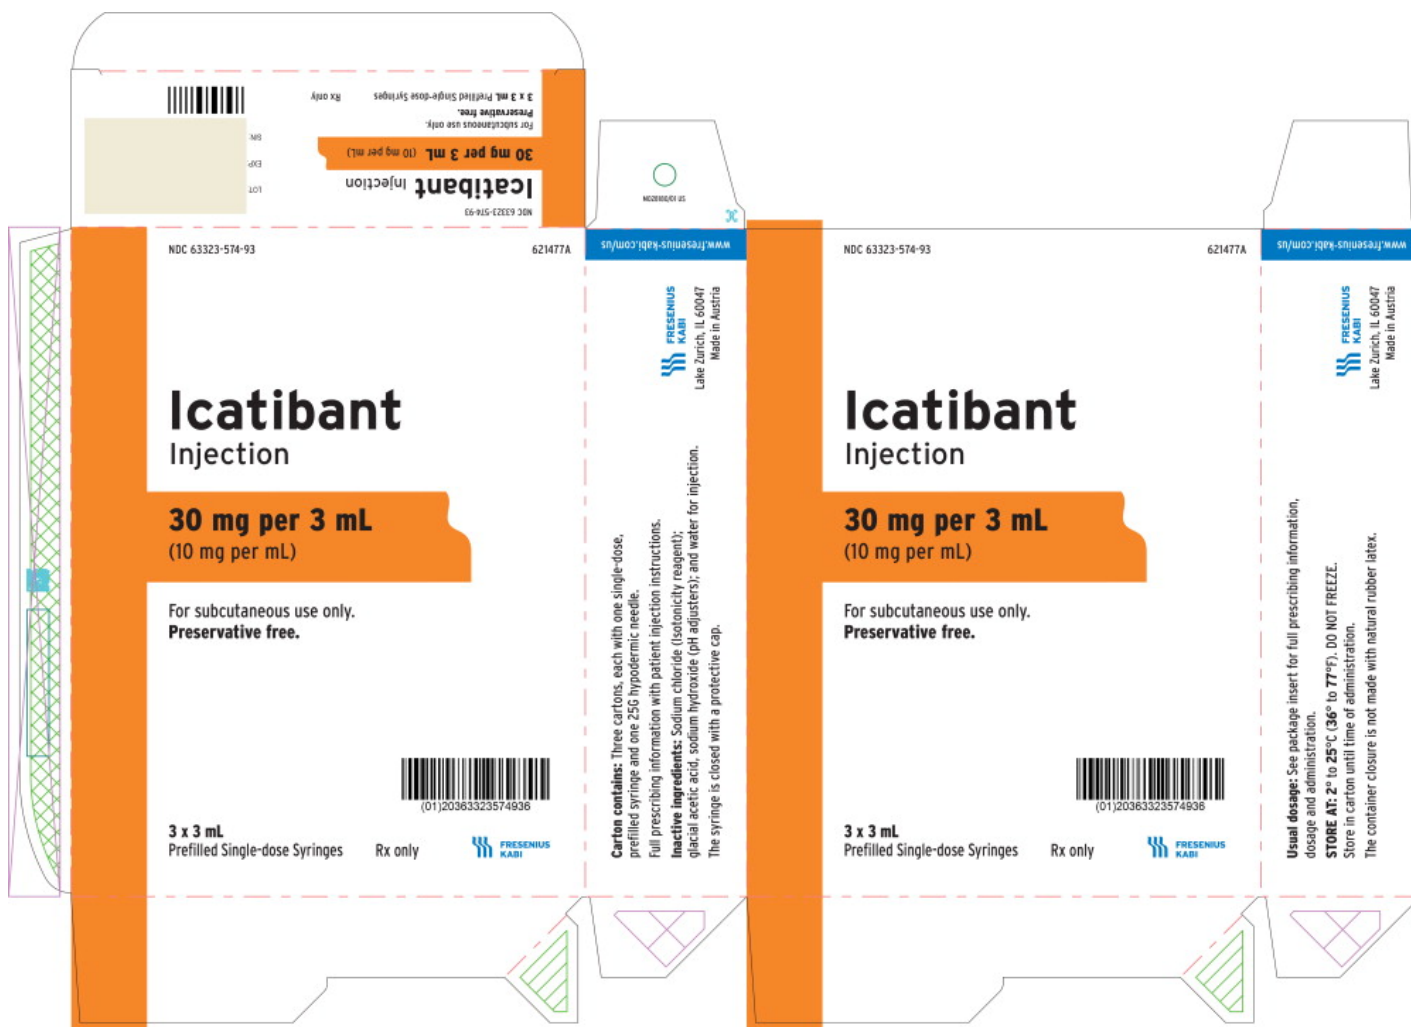 NDC 63323-574-93
Icatibant Injection
30 mg per 3 mL (10 mg per mL)
For subcutaneous use only.
Preservative free.
3 x 3 mL Prefilled Single-dose Syringes Rx only
LOT
EXP
SN:
NDC 63323-574-93 621477A
Icatibant
Injection
30 mg per 3 mL
(10 mg per mL)
For subcutaneous use only.
Preservative free.
(01)20363323574936
3 x 3 mL
Prefilled Single-dose Syringes Rx only
FRESENIUS
KABI
www.fresenius-kabi.com/us
FRESENIUS
KABI
Lake Zurich, IL 60047
Made in Austria
Carton contains: Three cartons, each with one single-dose,
prefilled syringe and one 25G hypodermic needle.
Full prescribing information with patient injection instructions.
Inactive ingredients: Sodium chloride (Isotonicity reagent);
glacial acetic acid, sodium hydroxide (pH adjusters); and water for injection.
The syringe is closed with a protective cap.
NDC 63323-574-93 621477A
Icatibant
Injection
30 mg per 3 mL
(10 mg per mL)
For subcutaneous use only.
Preservative free.
(01)20363323574936
3 x 3 mL
Prefilled Single-dose Syringes Rx only
FRESENIUS
KABI
www.fresenius-kabi.com/us
FRESENIUS
KABI
Lake Zurich, IL 60047
Made in Austria
Usual dosage: See package insert for full prescribing information,
dosage and administration.
STORE AT: 2° to 25°C (36° to 77°F). DO NOT FREEZE.
Store in carton until time of administration.
The container closure is not made with natural rubber latex.